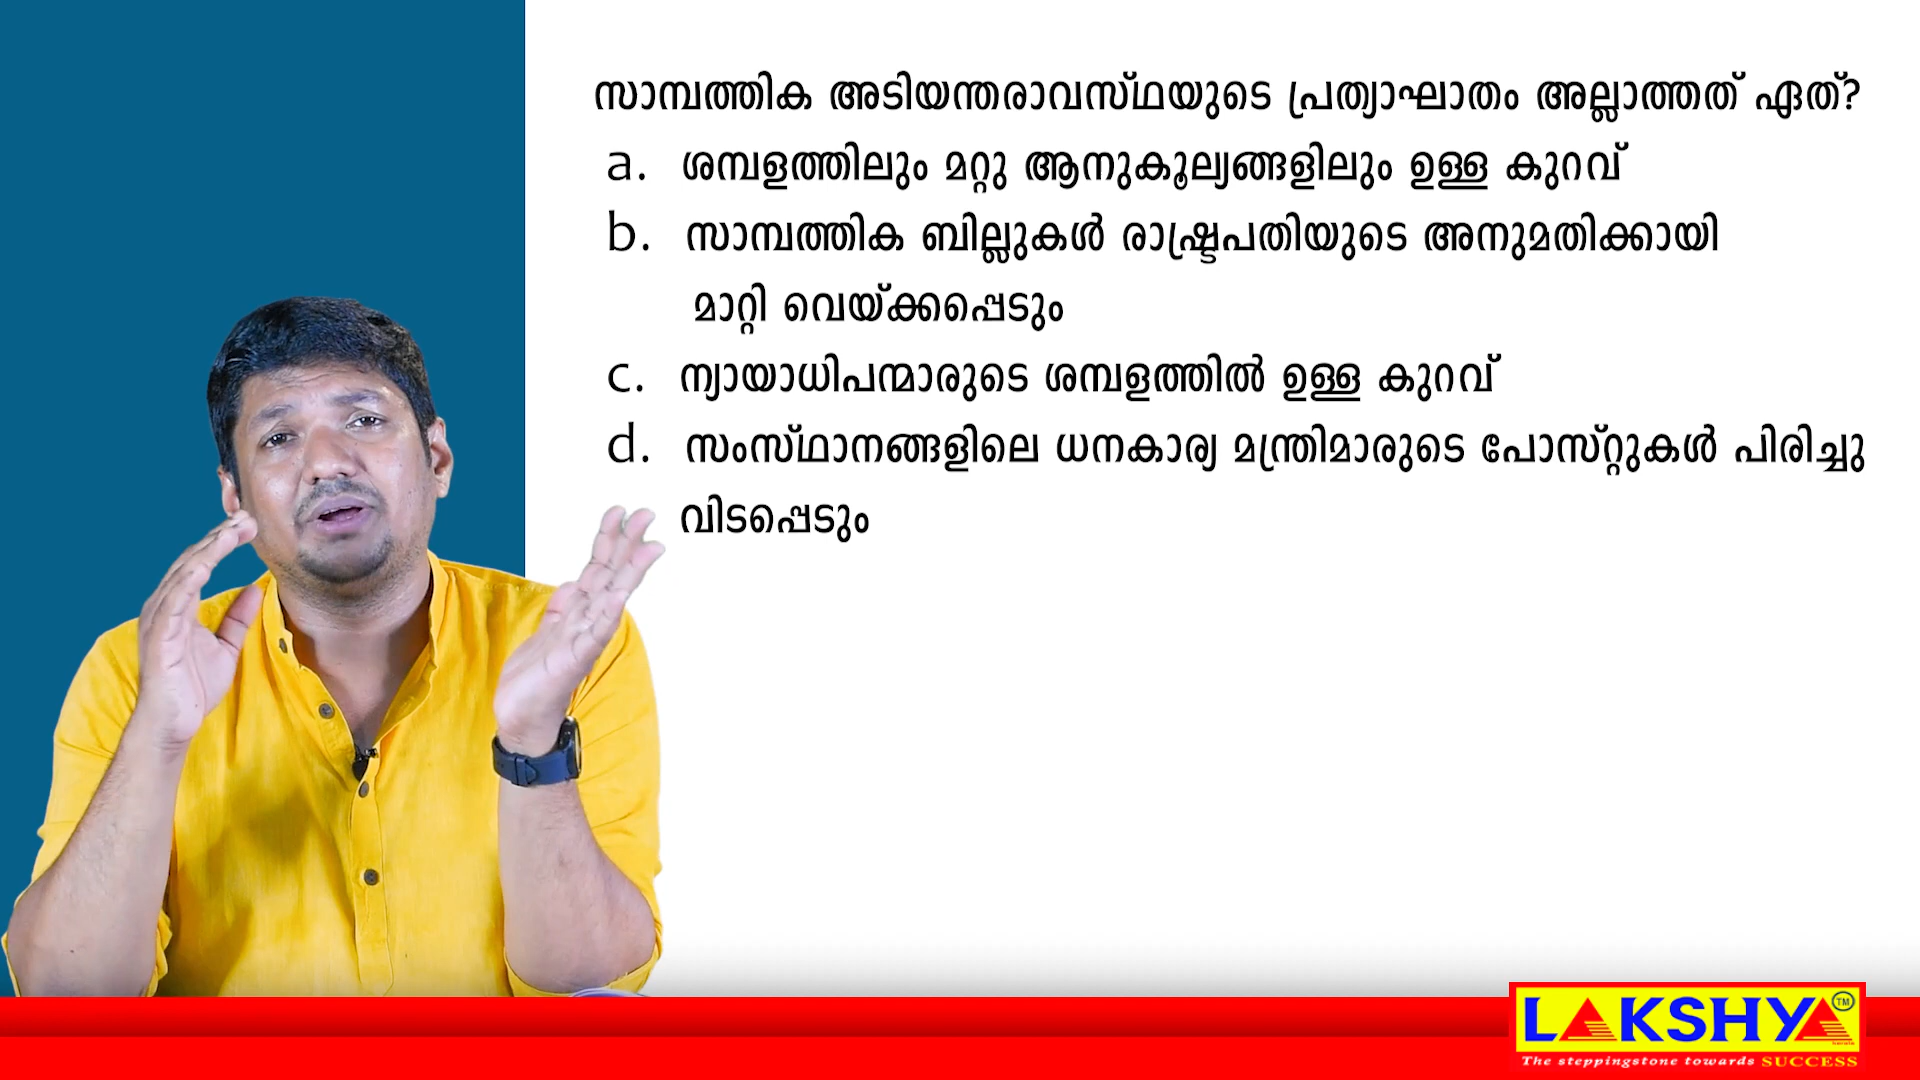 സാമ്പത്തിക അടിയന്തരാവസ്ഥയുടെ പ്രത്യാഘാതം അല്ലാത്തത് ഏത്?
a. ശമ്പളത്തിലും മറ്റു ആനുകൂല്യങ്ങളിലും ഉള്ള കുറവ്
b. സാമ്പത്തിക ബില്ലുകൾ രാഷ്ട്രപതിയുടെ അനുമതിക്കായി
മാറ്റി വെയ്ക്കപ്പെടും
c. ന്യായാധിപന്മാരുടെ ശമ്പളത്തിൽ ഉള്ള കുറവ്
d. സംസ്ഥാനങ്ങളിലെ ധനകാര്യ മന്ത്രിമാരുടെ പോസ്റ്റുകൾ പിരിച്ചു
വിടപ്പെടും
LAKSHYA TM
The steppingstone towards SUCCESS